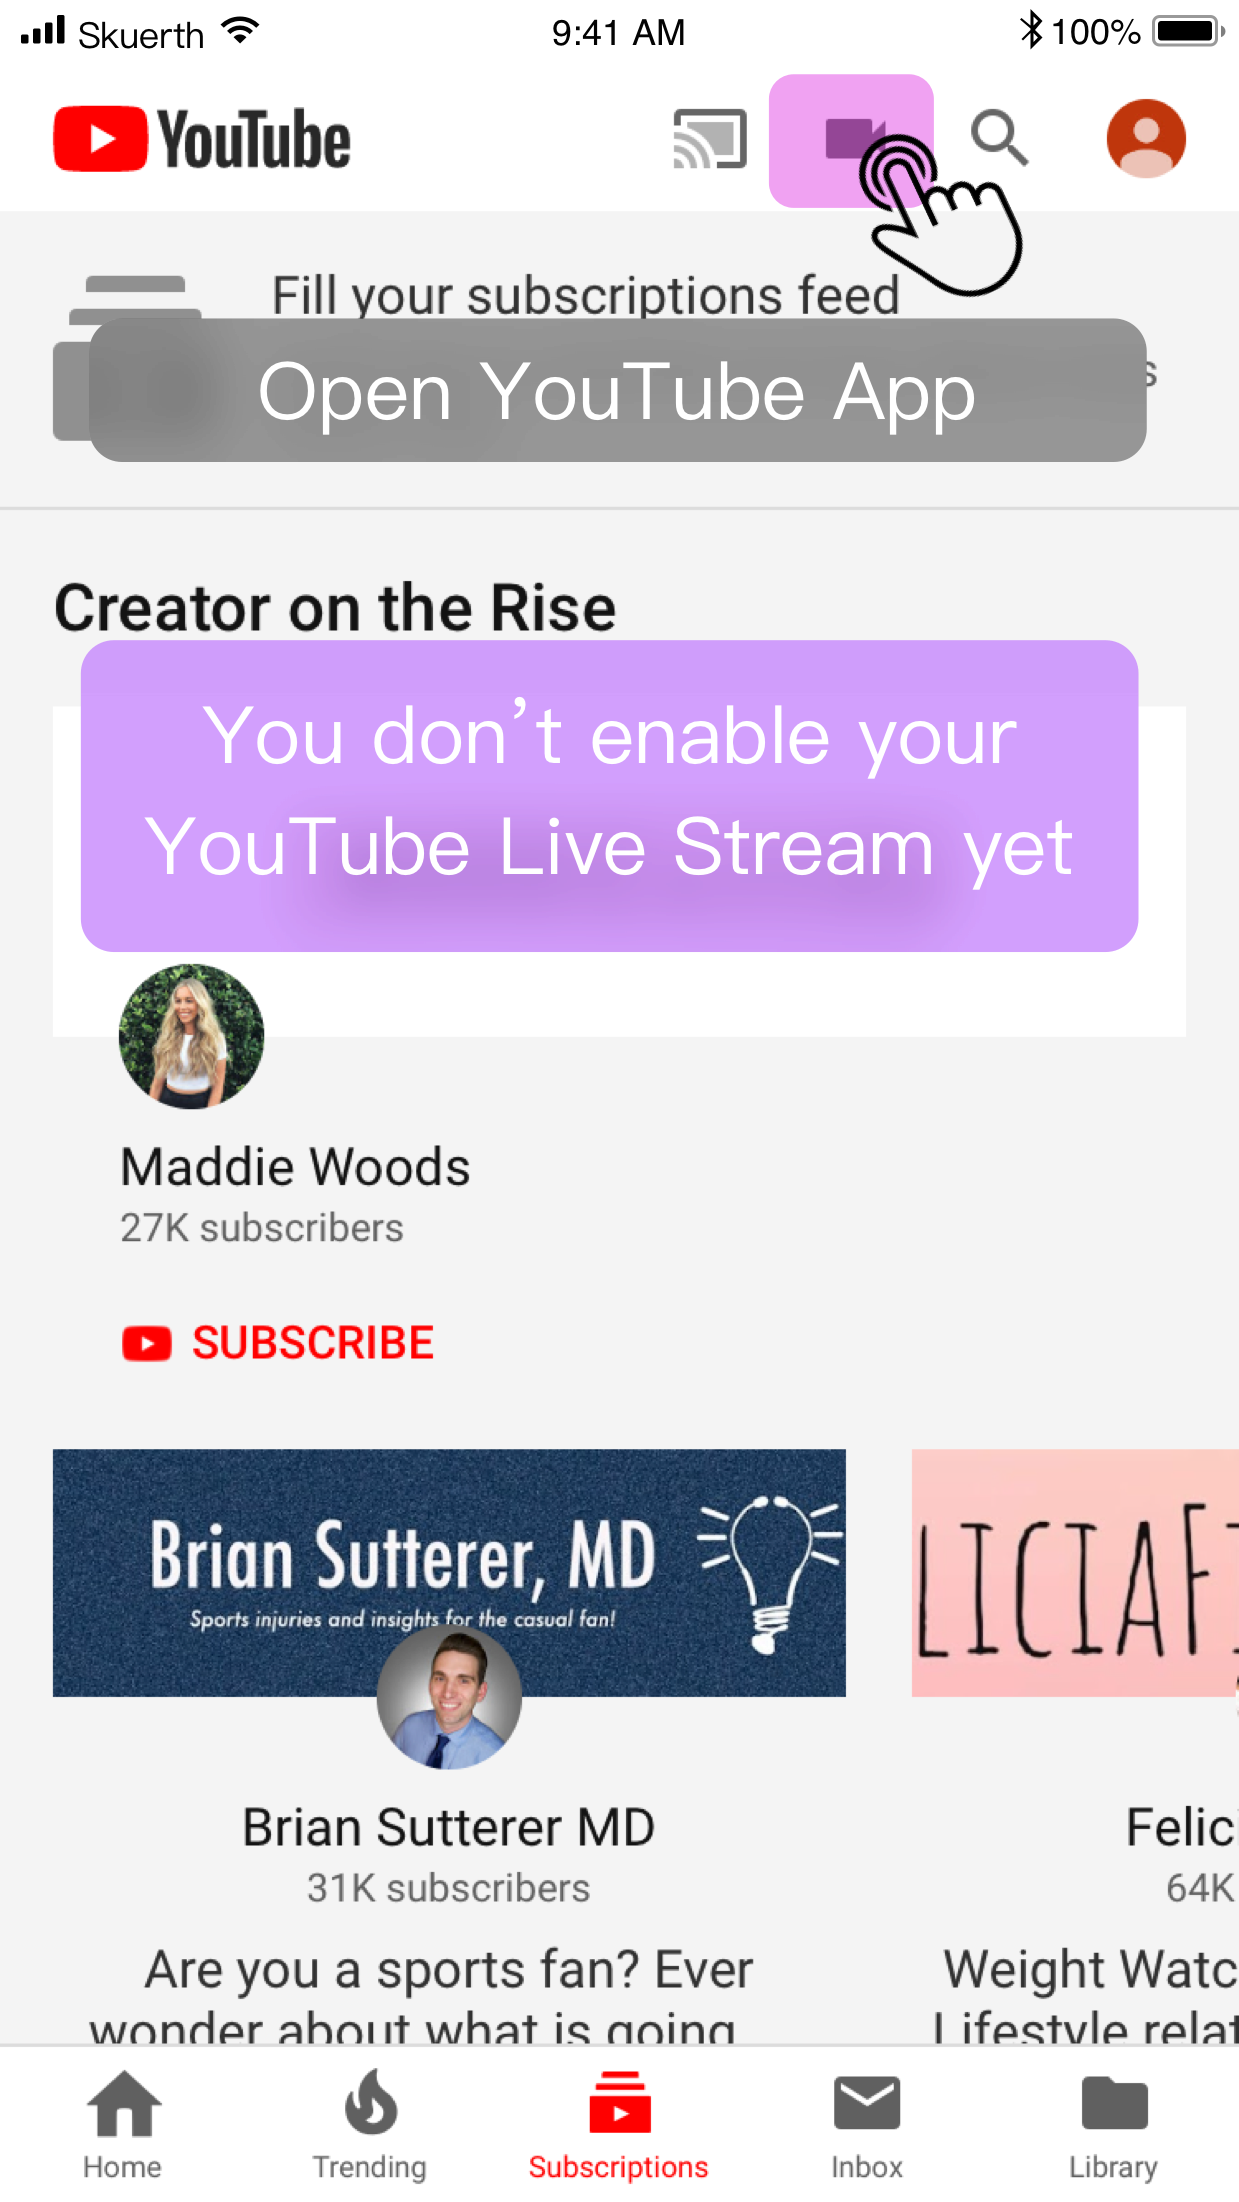 Skuerth
9:41 AM
100%
YouTube
Fill your subscriptions feed
Open YouTube App
Creator on the Rise
You don’t enable your
YouTube Live Stream yet
Maddie Woods
27K subscribers
SUBSCRIBE
Brian Sutterer, MD
Sports injuries and insights for the casual fan!
LICIAF
Brian Sutterer MD
31K subscribers
Felici
64K
Are you a sports fan? Ever
wonder about what is going
Weight Watc
Lifestyle relat
Home
Trending
Subscriptions
Inbox
Library